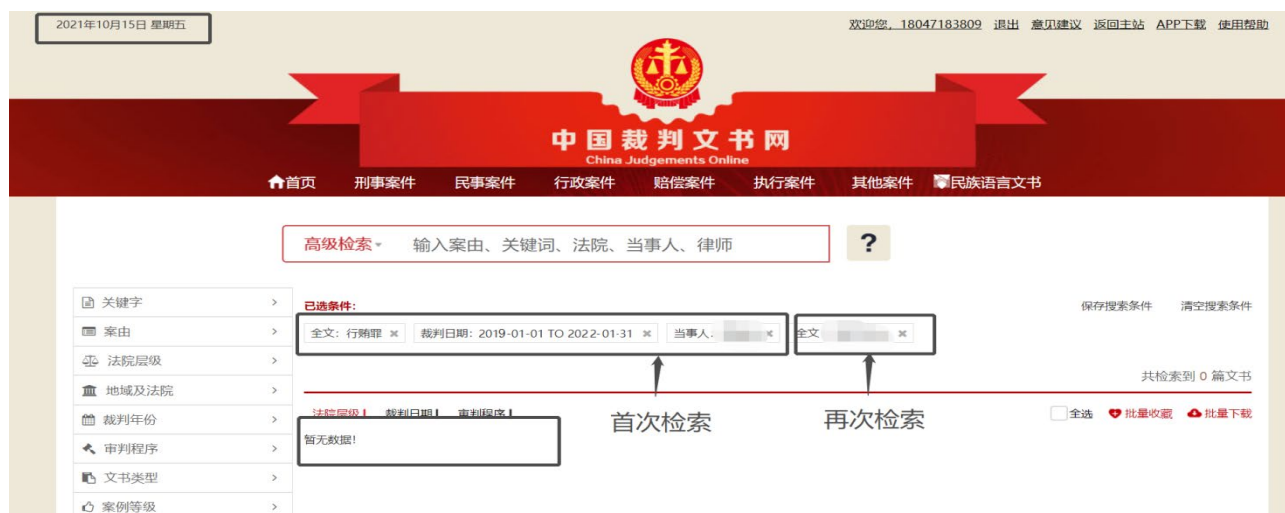 2021年10月15日 星期五
欢迎您，18047183809 退出 意见建议 返回主站 APP下载 使用帮助
中国裁判文书网
China Judgements Online
首页 刑事案件 民事案件 行政案件 赔偿案件 执行案件 其他案件 民族语言文书
高级检索 输入案由、关键词、法院、当事人、律师 ?
关键字
案由
法院层级
地域及法院
裁判年份
审判程序
文书类型
案例等级
已选条件:
保存搜索条件 清空搜索条件
全文：行贿罪 × 裁判日期：2019-01-01 TO 2022-01-31 × 当事人: × 全文 ×
共检索到 0 篇文书
首次检索
再次检索
法院层级 裁判日期 审判程序
全选 批量收藏 批量下载
暂无数据!